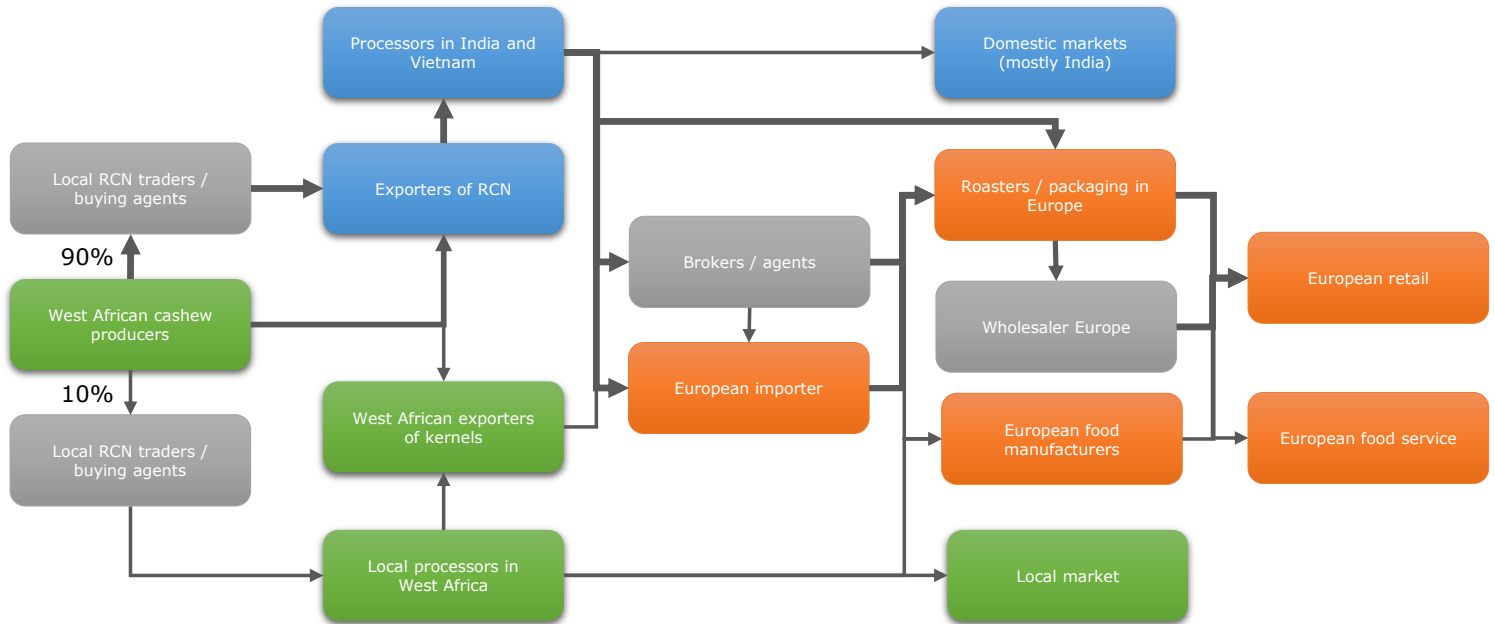 Processors in India and
Vietnam
Domestic markets
(mostly India)
Local RCN traders /
buying agents
Exporters of RCN
Roasters / packaging in
Europe
90%
Brokers / agents
European retail
West African cashew
producers
Wholesaler Europe
10%
European importer
West African exporters
of kernels
European food
manufacturers
European food service
Local RCN traders /
buying agents
Local processors in
West Africa
Local market